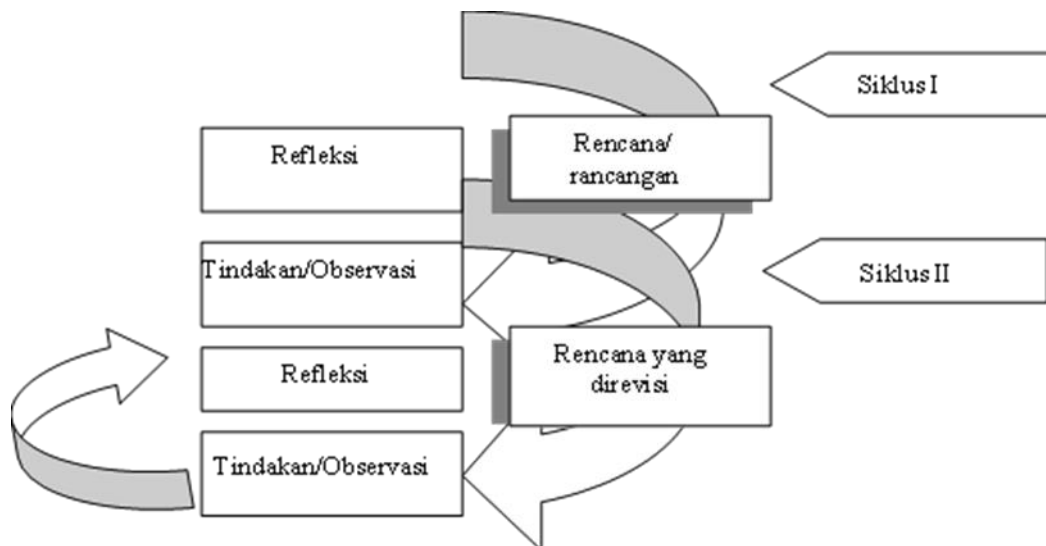 Siklus I
Refleksi
Rencana/
rancangan
Tindakan/Observasi
Siklus II
Refleksi
Rencana yang
direvisi
Tindakan/Observasi